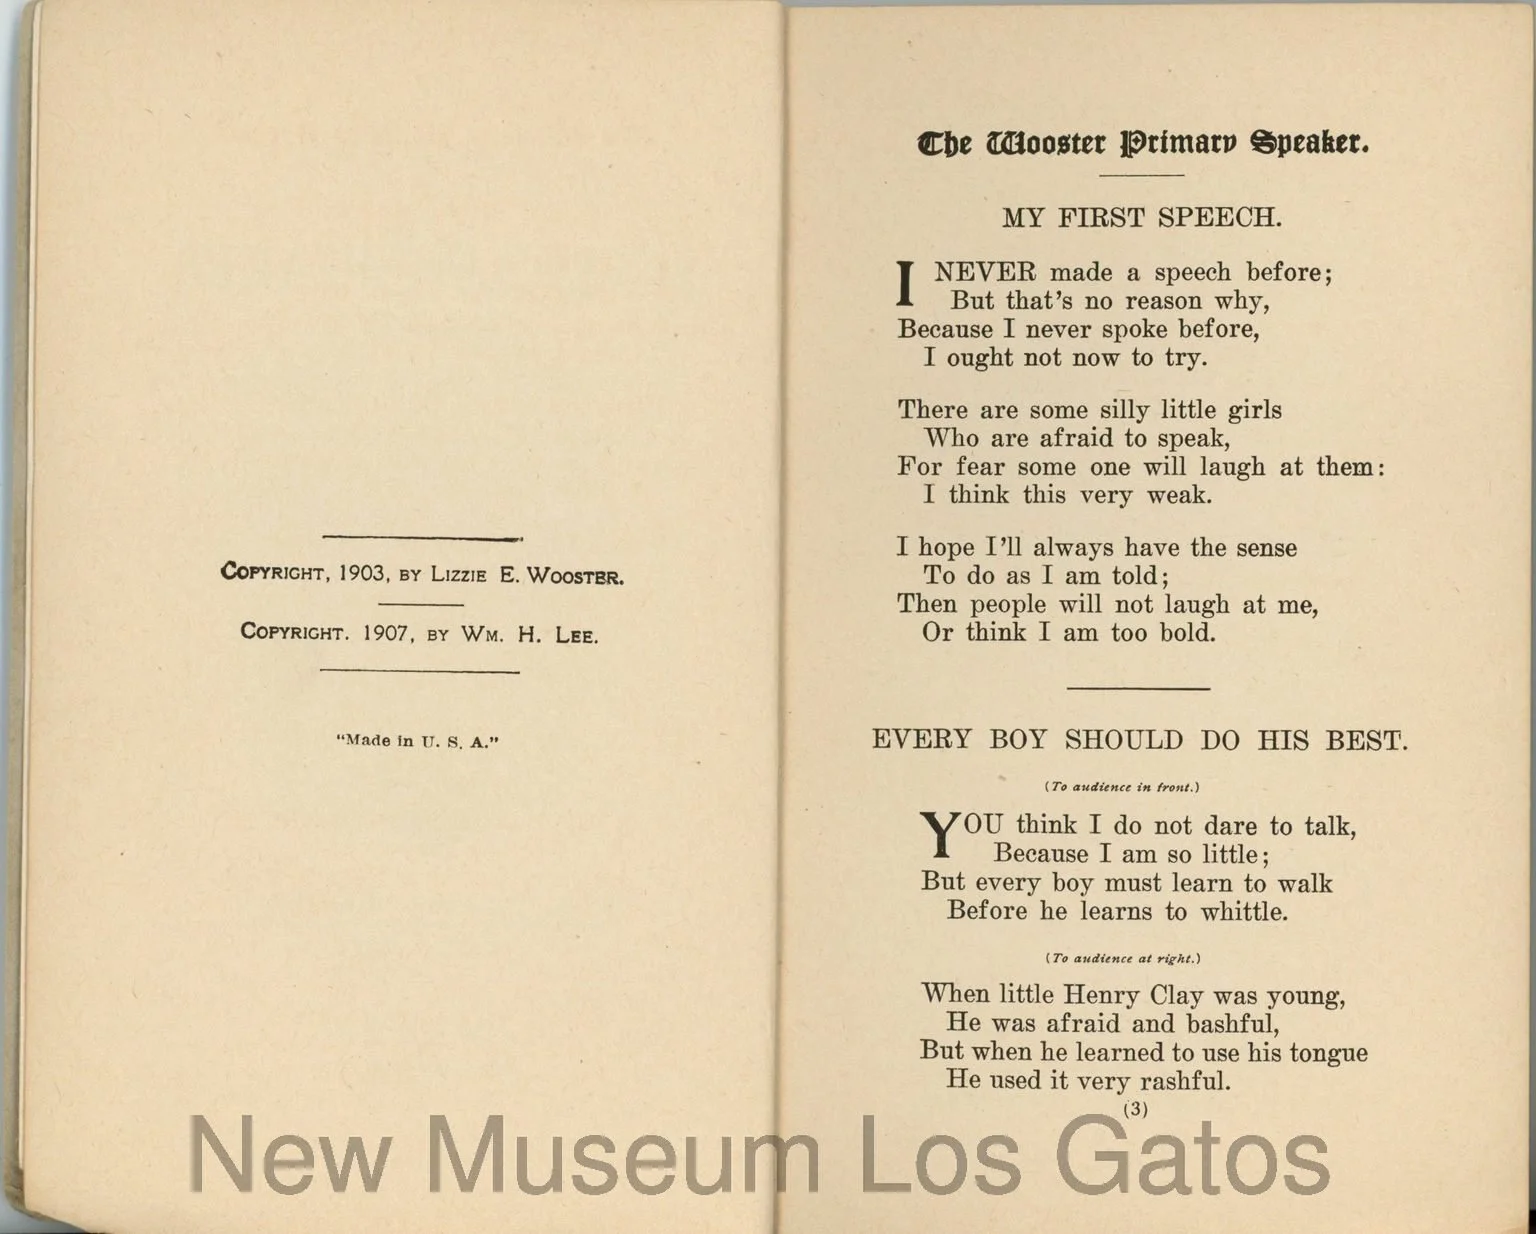 Copyright, 1903, by Lizzie E. Wooster.
Copyright. 1907, by Wm. H. Lee.
"Made in U. S. A."
The Wooster Primary Speaker.
MY FIRST SPEECH.
I NEVER made a speech before;
But that's no reason why,
Because I never spoke before,
I ought not now to try.
There are some silly little girls
Who are afraid to speak,
For fear some one will laugh at them:
I think this very weak.
I hope I'll always have the sense
To do as I am told;
Then people will not laugh at me,
Or think I am too bold.
EVERY BOY SHOULD DO HIS BEST.
(To audience in front.)
YOU think I do not dare to talk,
Because I am so little;
But every boy must learn to walk
Before he learns to whittle.
(To audience at right.)
When little Henry Clay was young,
He was afraid and bashful,
But when he learned to use his tongue
He used it very rashful.
(3)
New Museum Los Gatos